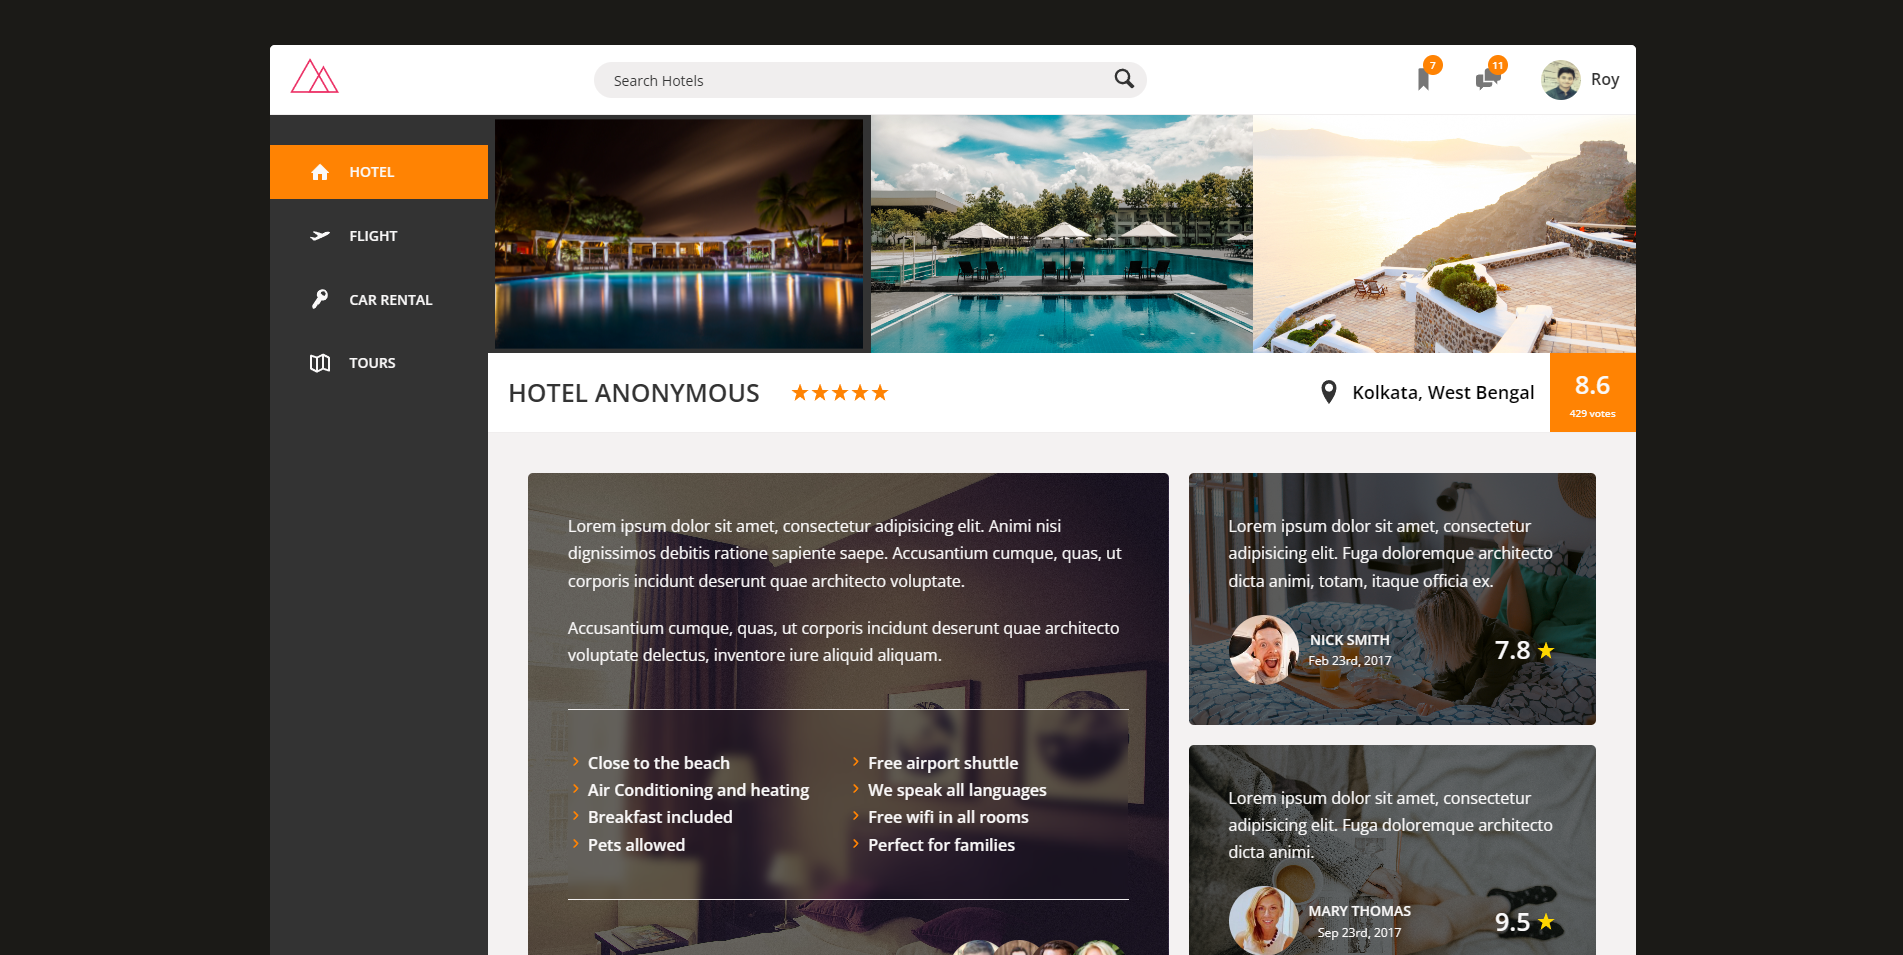 Search Hotels
7
11
Roy
HOTEL
FLIGHT
CAR RENTAL
TOURS
HOTEL ANONYMOUS
Kolkata, West Bengal
8.6
429 votes
Lorem ipsum dolor sit amet, consectetur adipisicing elit. Animi nisi
dignissimos debitis ratione sapiente saepe. Accusantium cumque, quas, ut
corporis incidunt deserunt quae architecto voluptate.
Accusantium cumque, quas, ut corporis incidunt deserunt quae architecto
voluptate delectus, inventore iure aliquid aliquam.
Close to the beach
Air Conditioning and heating
Breakfast included
Pets allowed
Free airport shuttle
We speak all languages
Free wifi in all rooms
Perfect for families
Lorem ipsum dolor sit amet, consectetur
adipisicing elit. Fuga doloremque architecto
dicta animi, totam, itaque officia ex.
NICK SMITH
Feb 23rd, 2017
7.8
Lorem ipsum dolor sit amet, consectetur
adipisicing elit. Fuga doloremque architecto
dicta animi.
MARY THOMAS
Sep 23rd, 2017
9.5